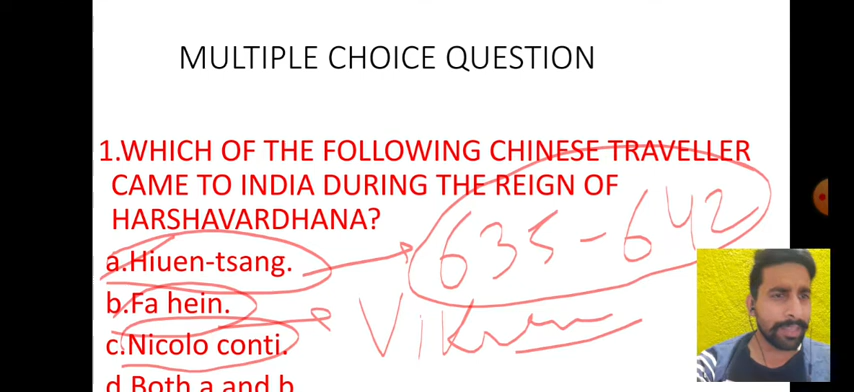 MULTIPLE CHOICE QUESTION
1.WHICH OF THE FOLLOWING CHINESE TRAVELLER
CAME TO INDIA DURING THE REIGN OF
HARSHAVARDHANA?
635-642
a.Hiuen-tsang.
b.Fa hein.
c.Nicolo conti.
d.Both a and b.